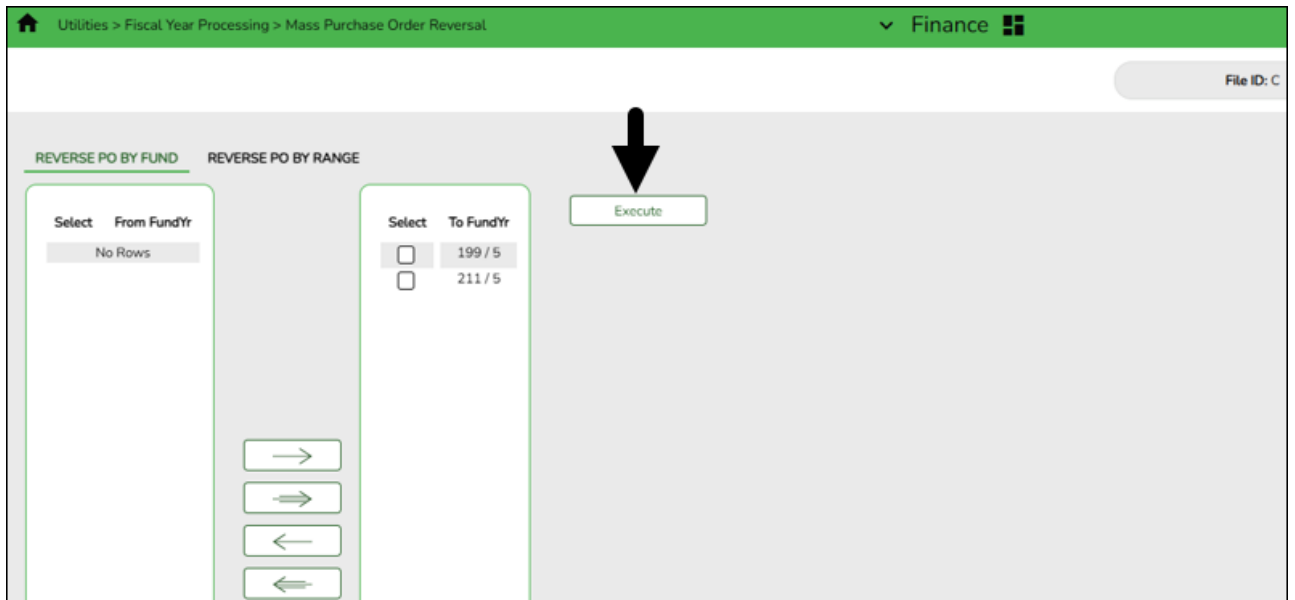 Utilities > Fiscal Year Processing > Mass Purchase Order Reversal
Finance
File ID: C
REVERSE PO BY FUND
REVERSE PO BY RANGE
Select From FundYr
No Rows
Select To FundYr
199 / 5
211 / 5
Execute